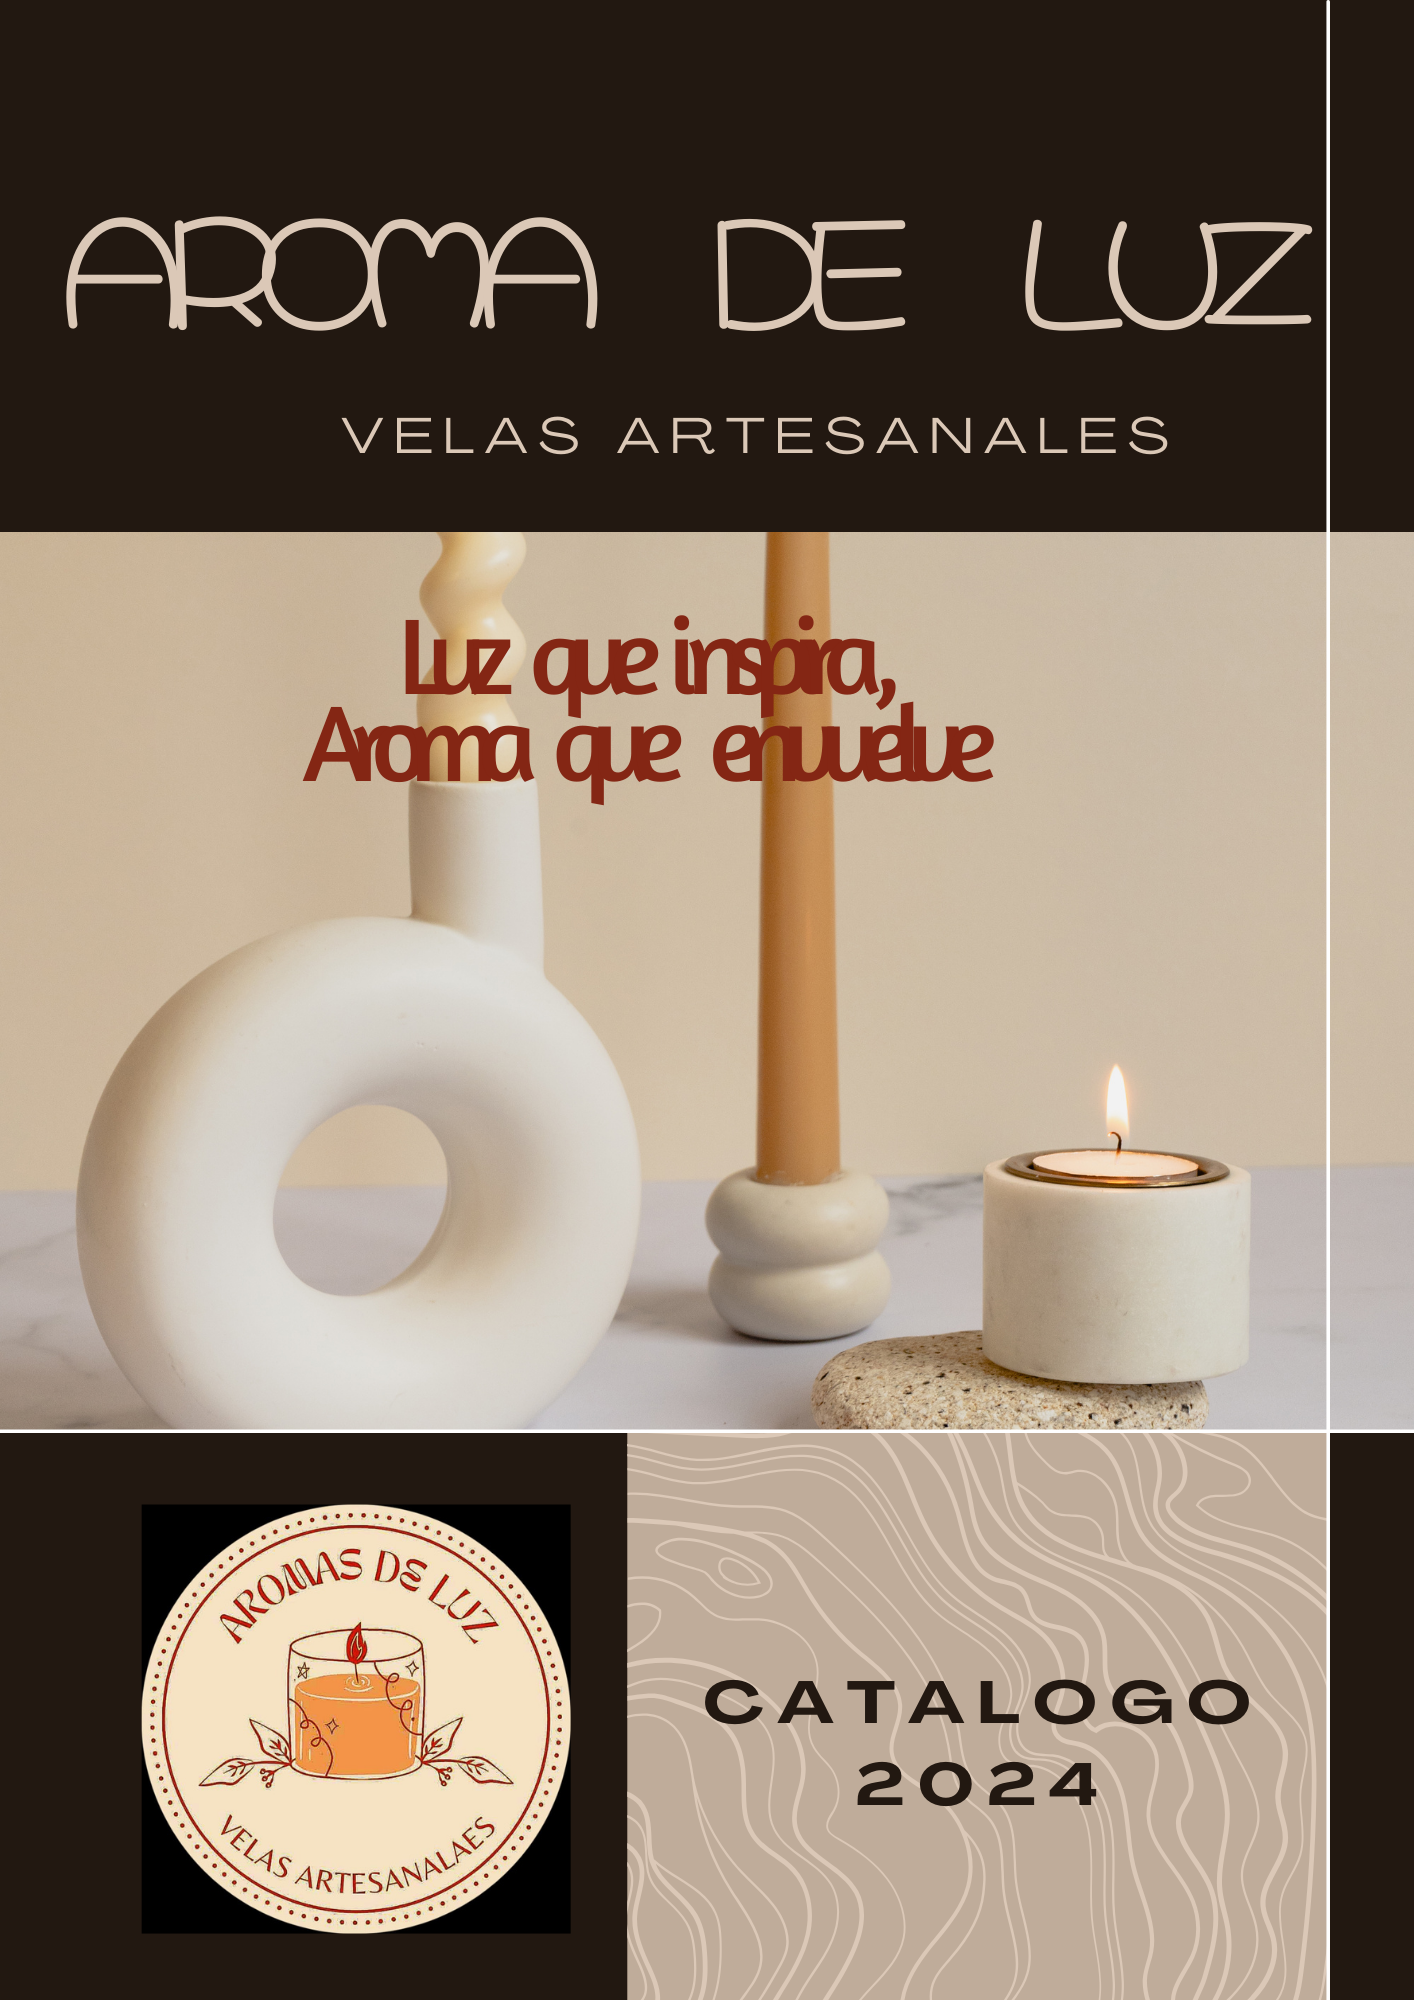 AROMA DE LUZ
VELAS ARTESANALES
Luz que inspira,
Aroma que envuelve
AROMAS DE LUZ
VELAS ARTESANALAES
CATALOGO
2024